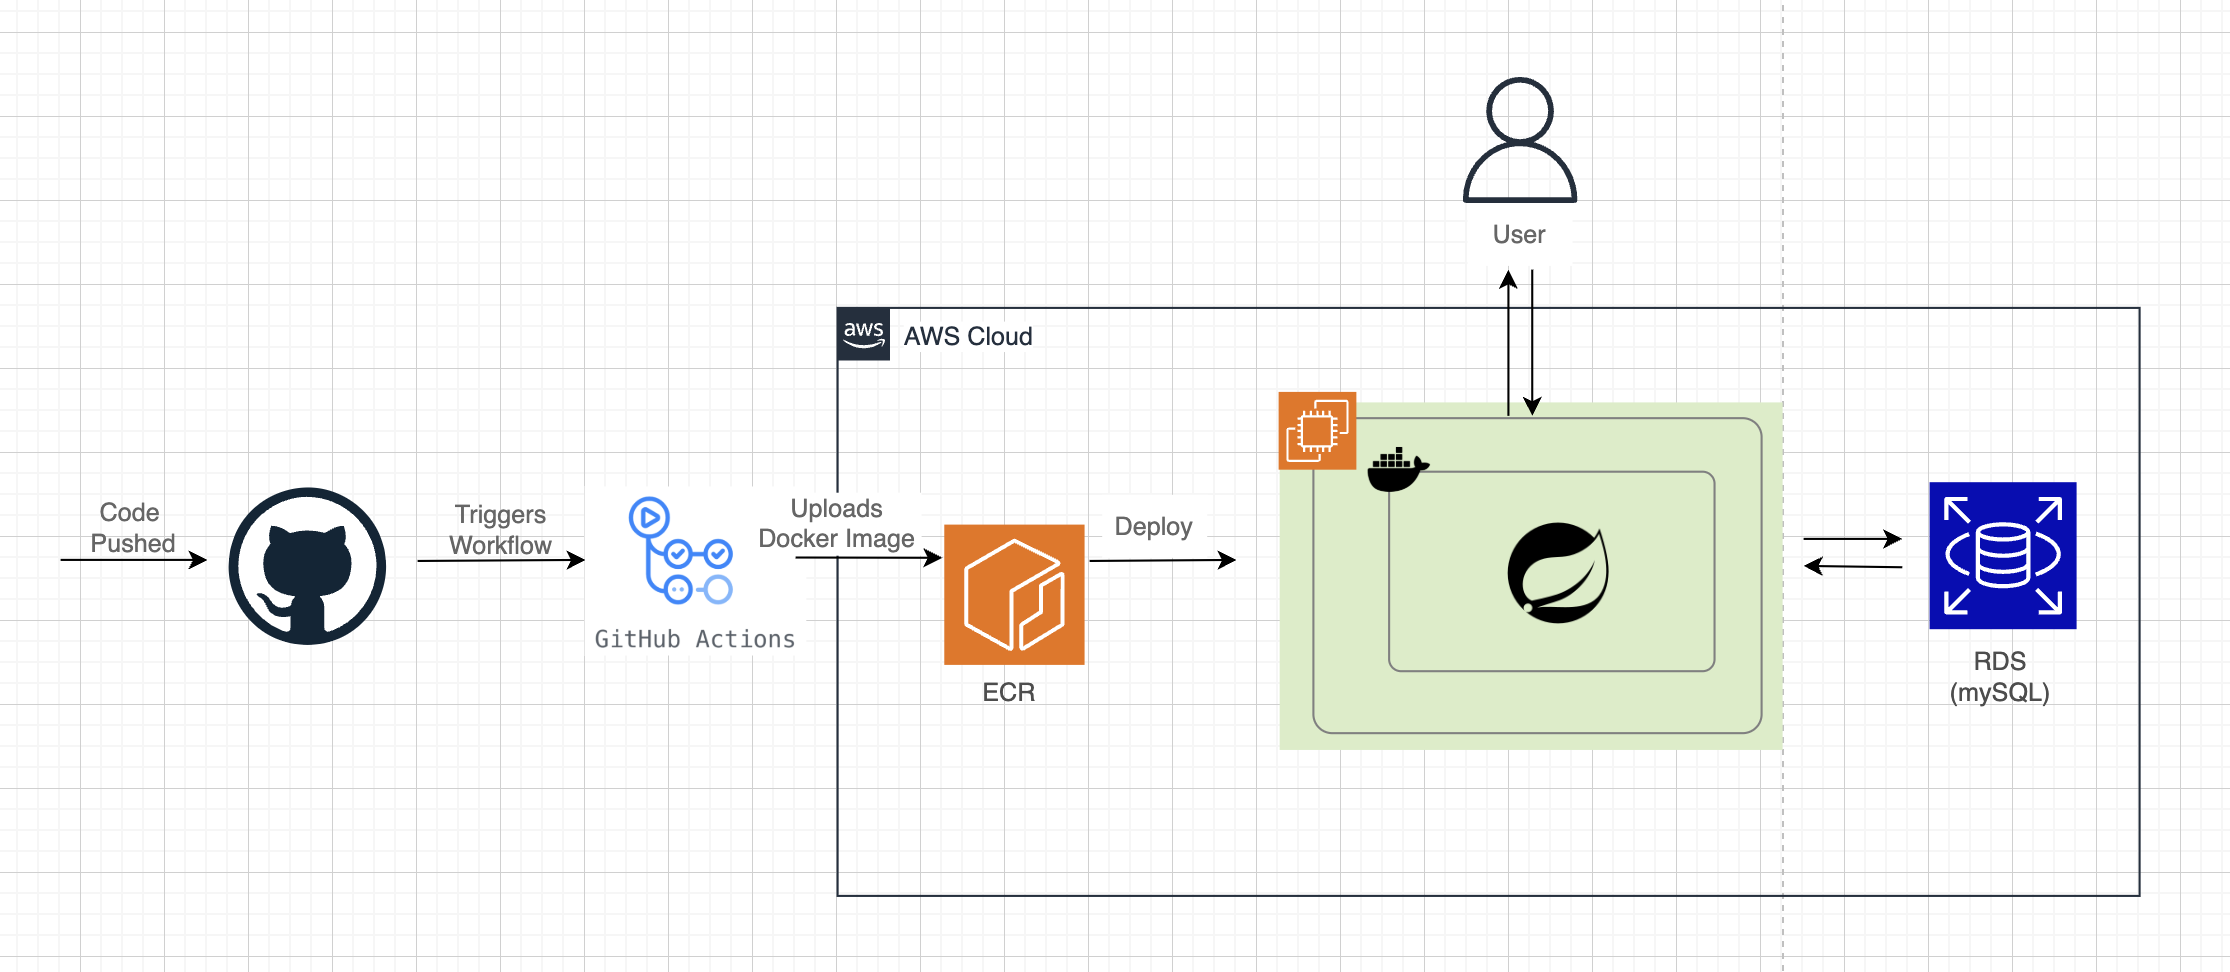 User
aws
AWS Cloud
Code
Pushed
Triggers
Workflow
GitHub Actions
Uploads
Docker Image
ECR
Deploy
RDS
(mySQL)